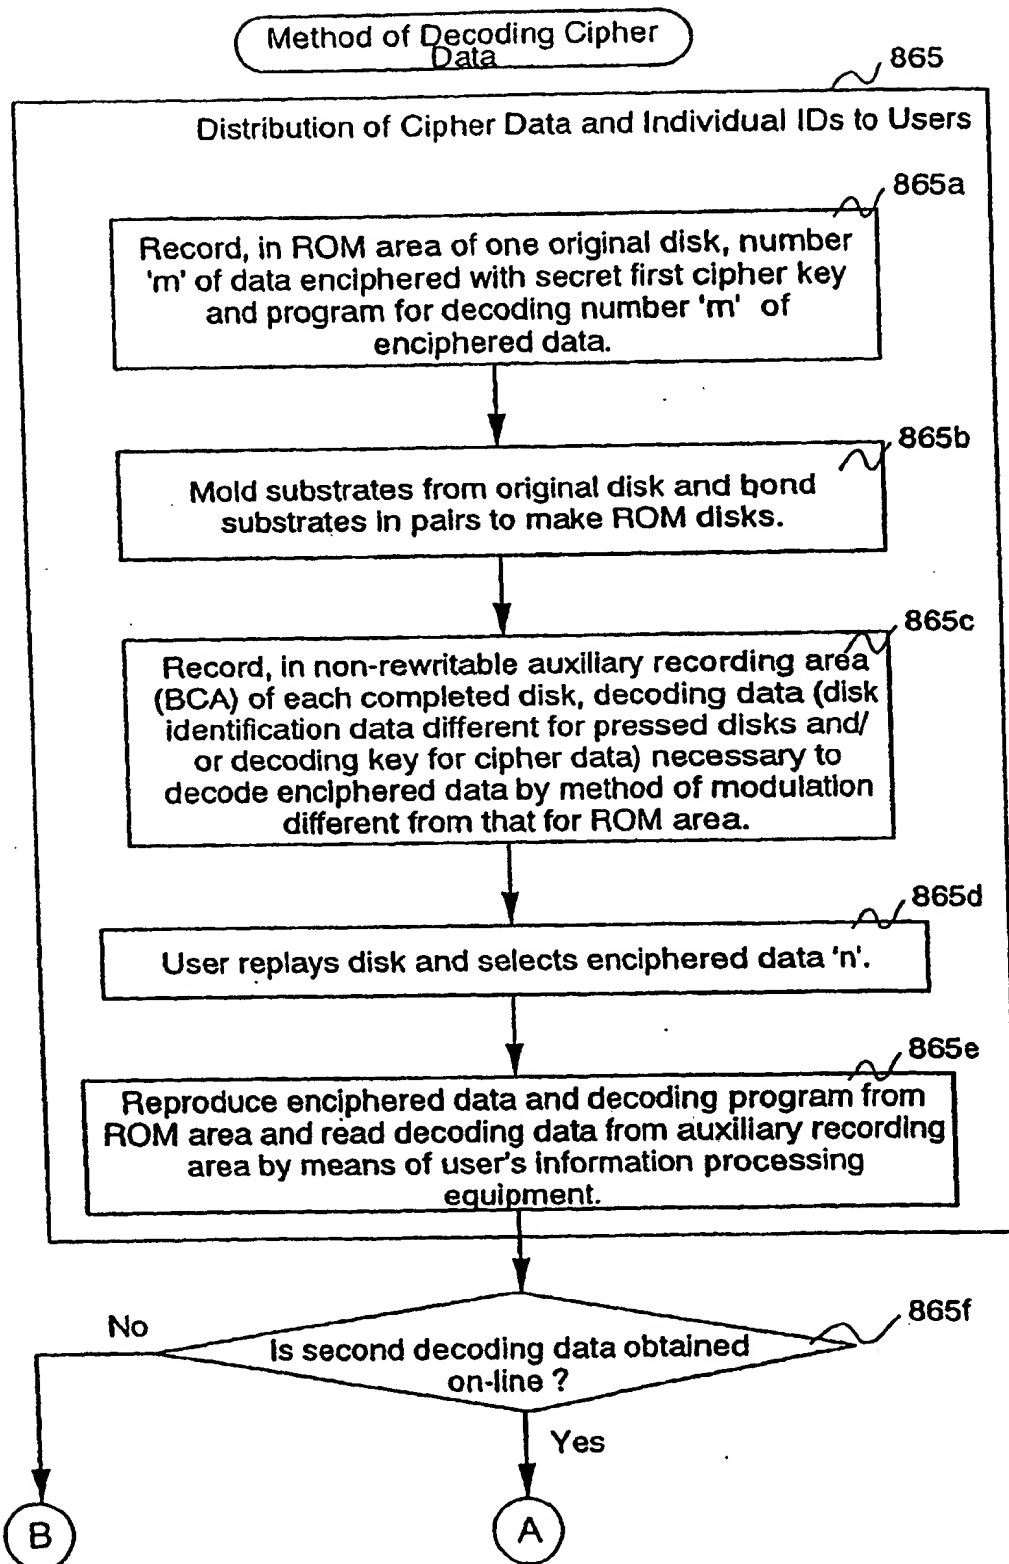 Method of Decoding Cipher
Data
865
Distribution of Cipher Data and Individual IDs to Users
865a
Record, in ROM area of one original disk, number
'm' of data enciphered with secret first cipher key
and program for decoding number 'm' of
enciphered data.
865b
Mold substrates from original disk and bond
substrates in pairs to make ROM disks.
865c
Record, in non-rewritable auxiliary recording area
(BCA) of each completed disk, decoding data (disk
identification data different for pressed disks and/
or decoding key for cipher data) necessary to
decode enciphered data by method of modulation
different from that for ROM area.
865d
User replays disk and selects enciphered data 'n'.
865e
Reproduce enciphered data and decoding program from
ROM area and read decoding data from auxiliary recording
area by means of user's information processing
equipment.
865f
No
Is second decoding data obtained
on-line ?
Yes
B
A